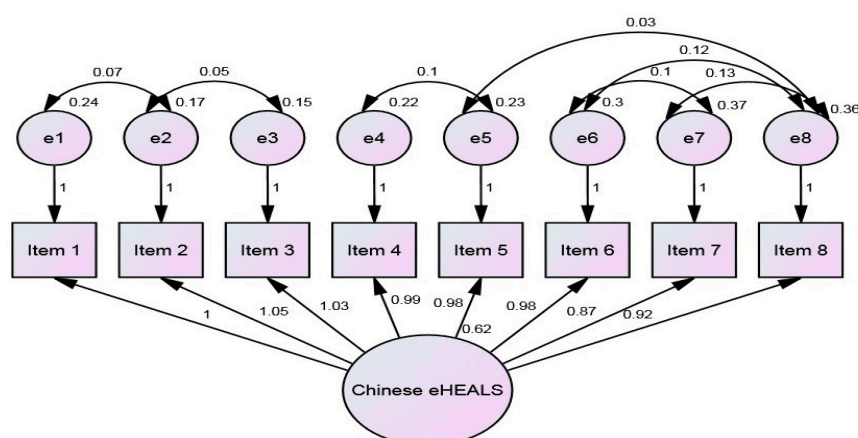 0.03
0.12
0.07 0.05 0.1 0.1 0.13
0.24 0.17 0.15 0.22 0.23 0.3 0.37 0.36
e1 e2 e3 e4 e5 e6 e7 e8
1 1 1 1 1 1 1 1
Item 1 Item 2 Item 3 Item 4 Item 5 Item 6 Item 7 Item 8
1 1.05 1.03 0.99 0.98 0.98 0.87 0.92
0.62
Chinese eHEALS